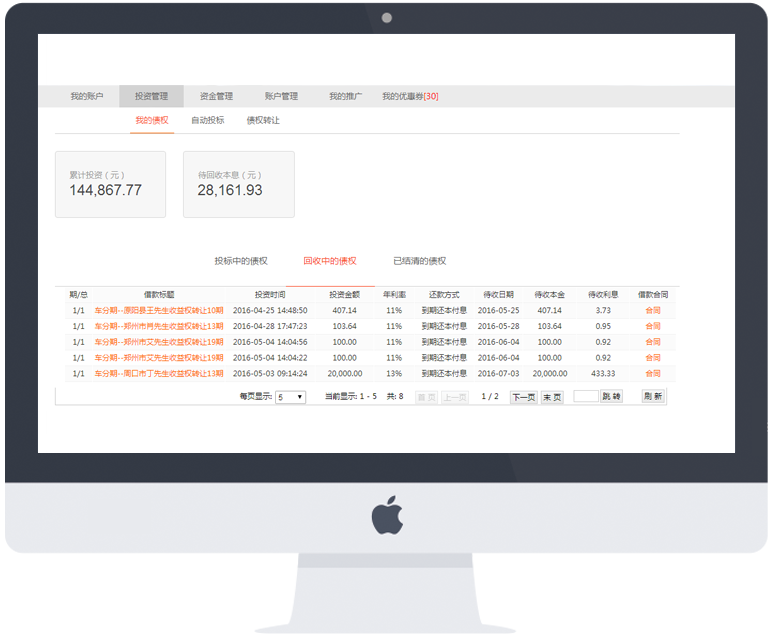 我的账户 投资管理 资金管理 账户管理 我的推广 我的优惠券[30]
我的债权 自动投标 债权转让
累计投资（元） 待回收本息（元）
144,867.77 28,161.93
投标中的债权 回收中的债权 已结清的债权
期/总 借款标题 投资时间 投资金额 年利率 还款方式 待收日期 待收本金 待收利息 借款合同
1/1 车分期--原阳县王先生收益权转让10期 2016-04-25 14:48:50 407.14 11% 到期还本付息 2016-05-25 407.14 3.73 合同
1/1 车分期--郑州市肖先生收益权转让13期 2016-04-28 17:47:23 103.64 11% 到期还本付息 2016-05-28 103.64 0.95 合同
1/1 车分期--郑州市艾先生收益权转让19期 2016-05-04 14:04:56 100.00 11% 到期还本付息 2016-06-04 100.00 0.92 合同
1/1 车分期--郑州市艾先生收益权转让19期 2016-05-04 14:04:22 100.00 11% 到期还本付息 2016-06-04 100.00 0.92 合同
1/1 车分期--周口市丁先生收益权转让13期 2016-05-03 09:14:24 20,000.00 13% 到期还本付息 2016-07-03 20,000.00 433.33 合同
每页显示: 5 当前显示: 1 - 5 共: 8 首 页 上一页 1 / 2 下一页 末 页 跳 转 刷 新